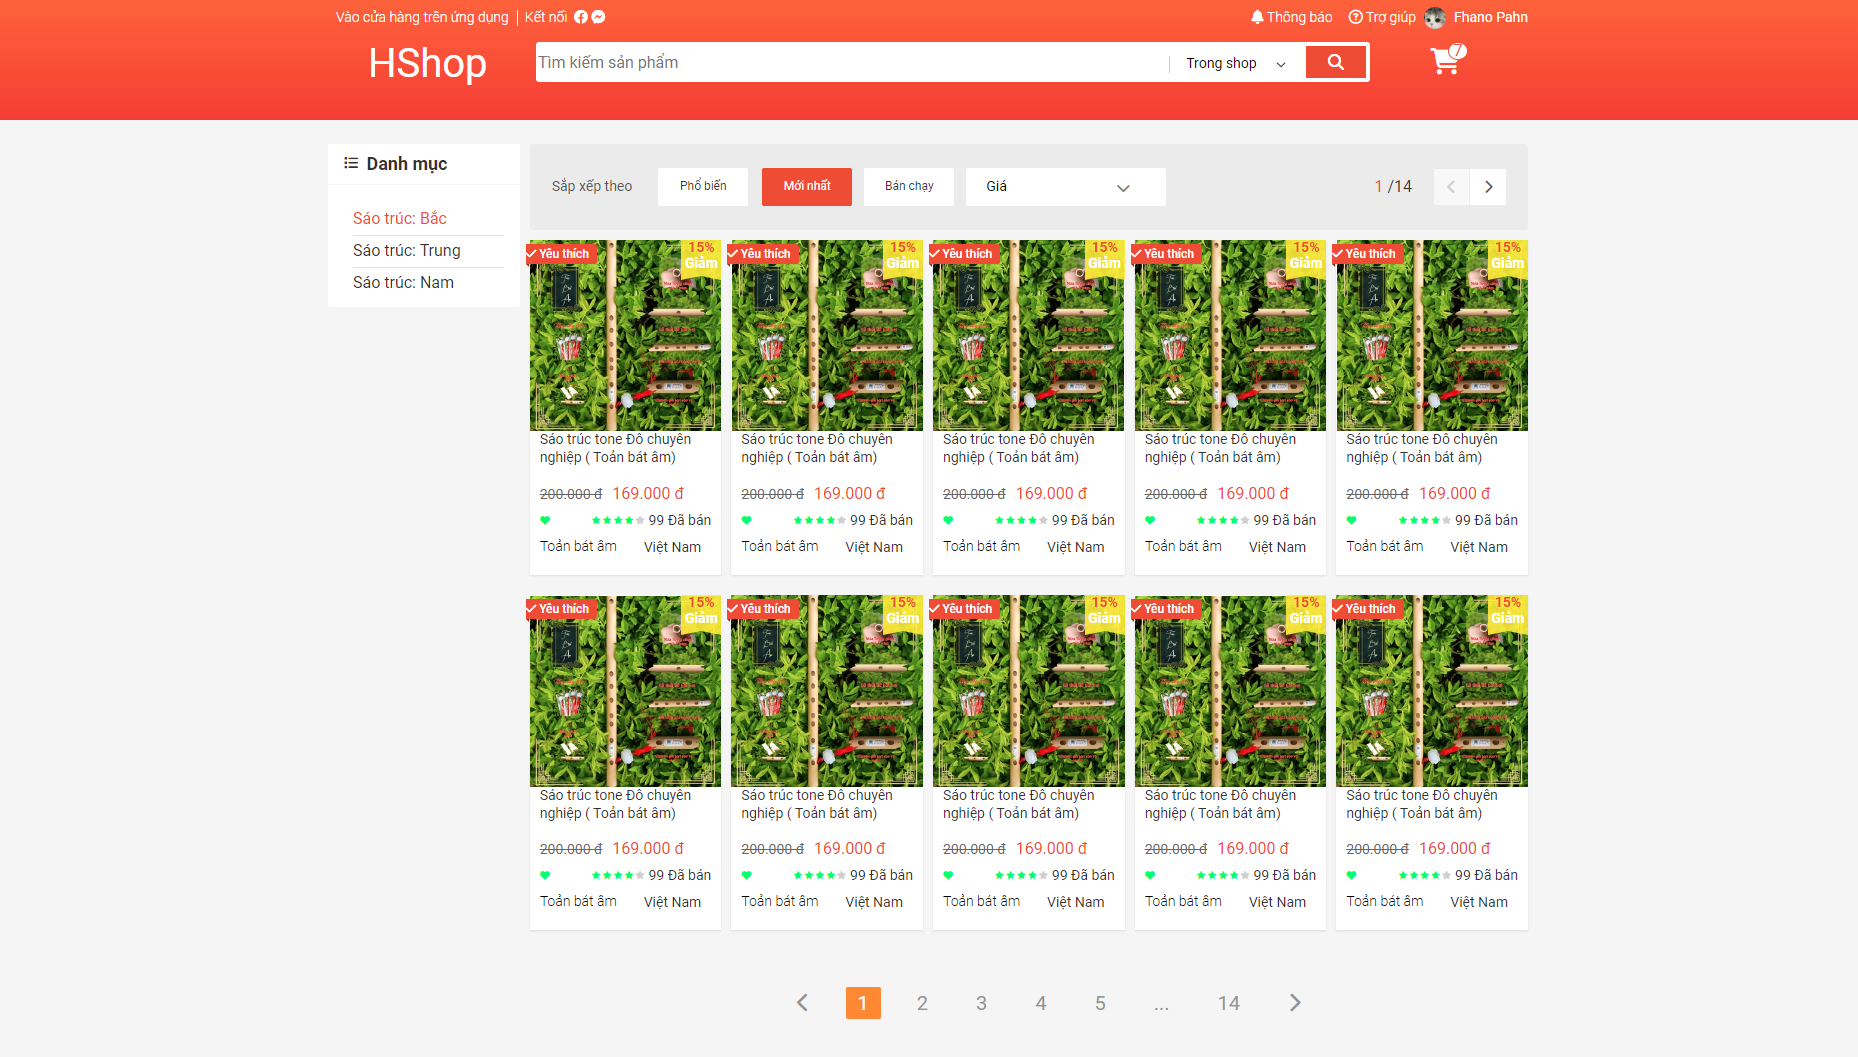 Vào cửa hàng trên ứng dụng Kết nối Thông báo Trợ giúp Fhano Pahn
HShop Tìm kiếm sản phẩm Trong shop 7
Danh mục
Sáo trúc: Bắc
Sáo trúc: Trung
Sáo trúc: Nam
Sắp xếp theo Phổ biến Mới nhất Bán chạy Giá 1 /14
Yêu thích 15% Yêu thích 15% Yêu thích 15% Yêu thích 15% Yêu thích 15%
Giảm Giảm Giảm Giảm Giảm
Sáo trúc tone Đô chuyên Sáo trúc tone Đô chuyên Sáo trúc tone Đô chuyên Sáo trúc tone Đô chuyên Sáo trúc tone Đô chuyên
nghiệp ( Toản bát âm) nghiệp ( Toản bát âm) nghiệp ( Toản bát âm) nghiệp ( Toản bát âm) nghiệp ( Toản bát âm)
200.000 đ 169.000 đ 200.000 đ 169.000 đ 200.000 đ 169.000 đ 200.000 đ 169.000 đ 200.000 đ 169.000 đ
99 Đã bán 99 Đã bán 99 Đã bán 99 Đã bán 99 Đã bán
Toản bát âm Việt Nam Toản bát âm Việt Nam Toản bát âm Việt Nam Toản bát âm Việt Nam Toản bát âm Việt Nam
Yêu thích 15% Yêu thích 15% Yêu thích 15% Yêu thích 15% Yêu thích 15%
Giảm Giảm Giảm Giảm Giảm
Sáo trúc tone Đô chuyên Sáo trúc tone Đô chuyên Sáo trúc tone Đô chuyên Sáo trúc tone Đô chuyên Sáo trúc tone Đô chuyên
nghiệp ( Toản bát âm) nghiệp ( Toản bát âm) nghiệp ( Toản bát âm) nghiệp ( Toản bát âm) nghiệp ( Toản bát âm)
200.000 đ 169.000 đ 200.000 đ 169.000 đ 200.000 đ 169.000 đ 200.000 đ 169.000 đ 200.000 đ 169.000 đ
99 Đã bán 99 Đã bán 99 Đã bán 99 Đã bán 99 Đã bán
Toản bát âm Việt Nam Toản bát âm Việt Nam Toản bát âm Việt Nam Toản bát âm Việt Nam Toản bát âm Việt Nam
1 2 3 4 5 ... 14